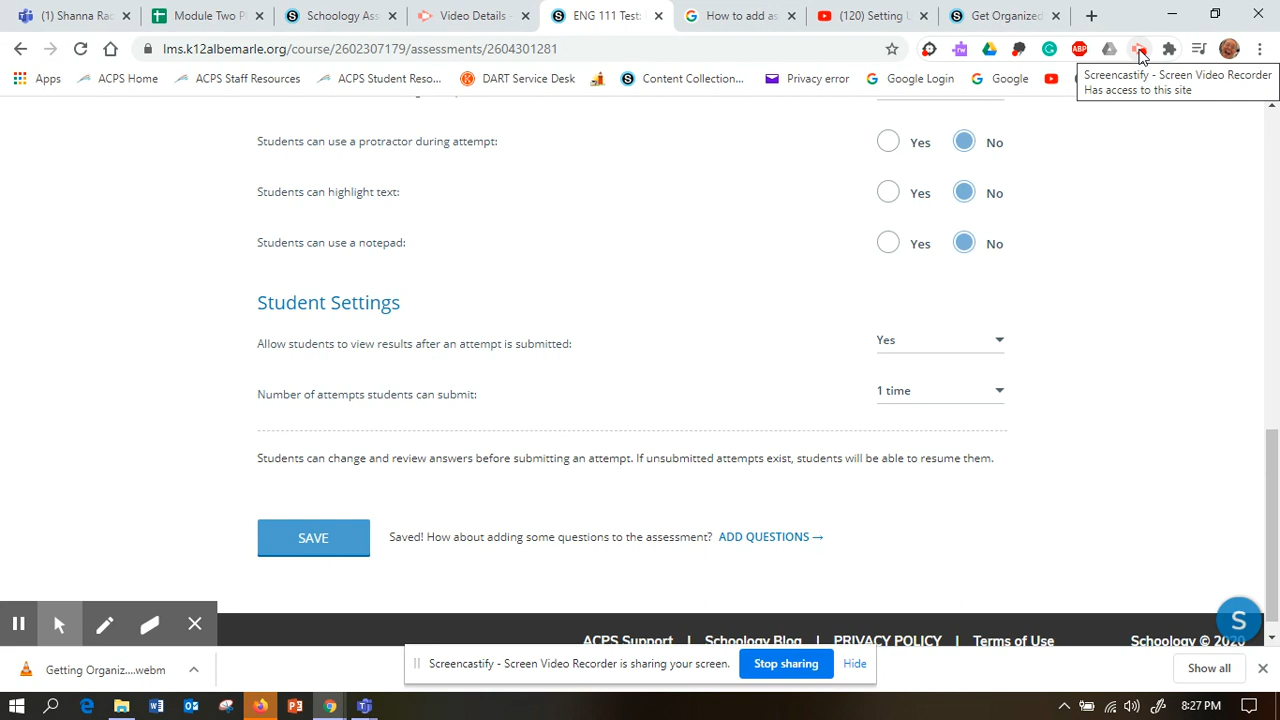 (1) Shanna Ra
Module Two P
Schoology Ass
Video Details -
ENG 111 Test:
How to add as
(120) Setting U
Get Organized
lms.k12albemarle.org/course/2602307179/assessments/2604301281
Apps
ACPS Home
ACPS Staff Resources
ACPS Student Reso...
DART Service Desk
Content Collection...
Privacy error
Google Login
Google
Screencastify - Screen Video Recorder
Has access to this site
Students can use a protractor during attempt:
Yes
No
Students can highlight text:
Yes
No
Students can use a notepad:
Yes
No
Student Settings
Allow students to view results after an attempt is submitted:
Yes
Number of attempts students can submit:
1 time
Students can change and review answers before submitting an attempt. If unsubmitted attempts exist, students will be able to resume them.
SAVE
Saved! How about adding some questions to the assessment? ADD QUESTIONS →
ACPS Support | Schoology Blog | PRIVACY POLICY | Terms of Use
Schoology © 2020
Getting Organiz....webm
Screencastify - Screen Video Recorder is sharing your screen.
Stop sharing
Hide
Show all
8:27 PM